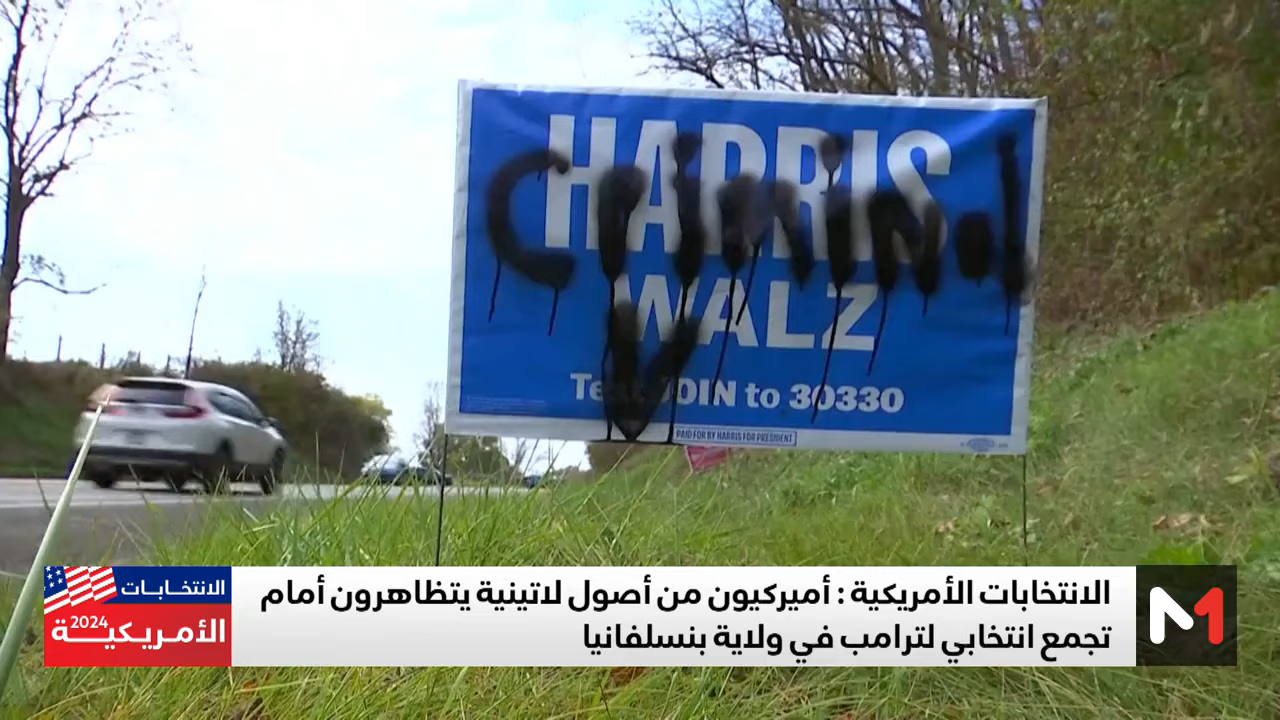 HARRIS
WALZ
Text JOIN to 30330
PAID FOR BY HARRIS FOR PRESIDENT
الانتخابات
الأمريكية 2024
الانتخابات الأمريكية : أميركيون من أصول لاتينية يتظاهرون أمام
تجمع انتخابي لترامب في ولاية بنسلفانيا
M1